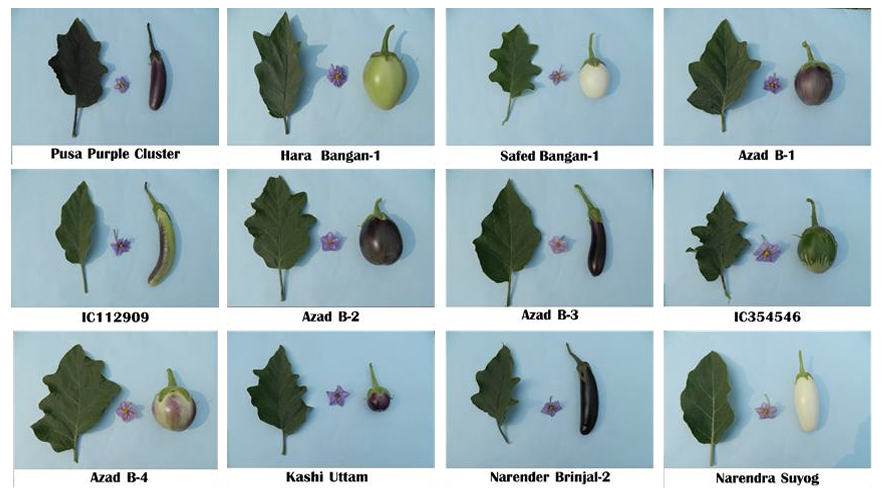 Pusa Purple Cluster
Hara Bangan-1
Safed Bangan-1
Azad B-1
IC112909
Azad B-2
Azad B-3
IC354546
Azad B-4
Kashi Uttam
Narender Brinjal-2
Narendra Suyog